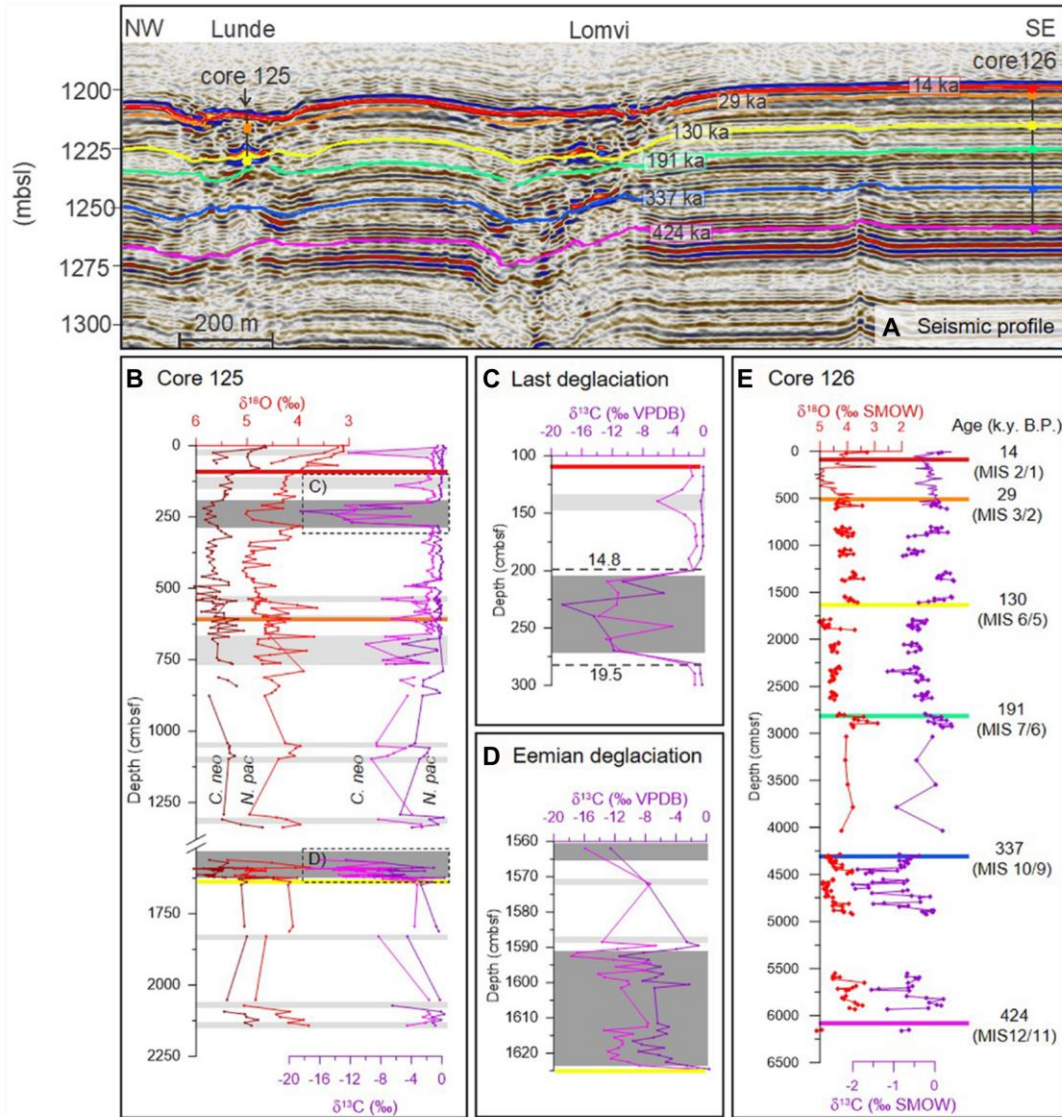 NW Lunde Lomvi SE
core 125 core126
1200
1225
1250
1275
1300
(mbsl)
14 ka
29 ka
130 ka
191 ka
337 ka
424 ka
200 m
A Seismic profile
B Core 125
δ¹⁸O (‰)
6 5 4 3
0
250
500
750
1000
1250
1500
1750
2000
2250
Depth (cmbsf)
C)
C. neo
N. pac
C. neo
N. pac
D)
-20 -16 -12 -8 -4 0
δ¹³C (‰)
C Last deglaciation
δ¹³C (‰ VPDB)
-20 -16 -12 -8 -4 0
100
150
200
250
300
Depth (cmbsf)
14.8
19.5
D Eemian deglaciation
δ¹³C (‰ VPDB)
-20 -16 -12 -8 -4 0
1560
1570
1580
1590
1600
1610
1620
Depth (cmbsf)
E Core 126
δ¹⁸O (‰ SMOW)
5 4 3 2
Age (k.y. B.P.)
0
500
1000
1500
2000
2500
3000
3500
4000
4500
5000
5500
6000
6500
Depth (cmbsf)
14
(MIS 2/1)
29
(MIS 3/2)
130
(MIS 6/5)
191
(MIS 7/6)
337
(MIS 10/9)
424
(MIS12/11)
-2 -1 0
δ¹³C (‰ SMOW)